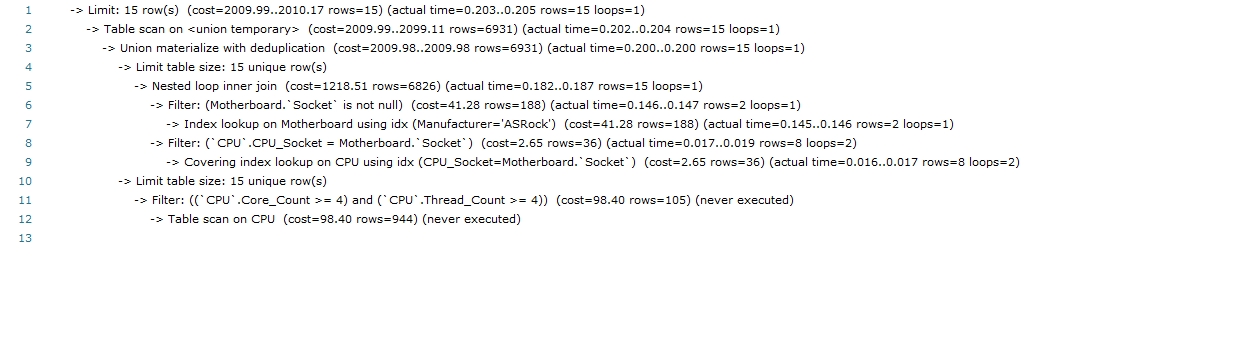 1 -> Limit: 15 row(s)  (cost=2009.99..2010.17 rows=15) (actual time=0.203..0.205 rows=15 loops=1)
2 -> Table scan on <union temporary>  (cost=2009.99..2099.11 rows=6931) (actual time=0.202..0.204 rows=15 loops=1)
3 -> Union materialize with deduplication  (cost=2009.98..2009.98 rows=6931) (actual time=0.200..0.200 rows=15 loops=1)
4 -> Limit table size: 15 unique row(s)
5 -> Nested loop inner join  (cost=1218.51 rows=6826) (actual time=0.182..0.187 rows=15 loops=1)
6 -> Filter: (Motherboard.`Socket` is not null)  (cost=41.28 rows=188) (actual time=0.146..0.147 rows=2 loops=1)
7 -> Index lookup on Motherboard using idx (Manufacturer='ASRock')  (cost=41.28 rows=188) (actual time=0.145..0.146 rows=2 loops=1)
8 -> Filter: (`CPU`.CPU_Socket = Motherboard.`Socket`)  (cost=2.65 rows=36) (actual time=0.017..0.019 rows=8 loops=2)
9 -> Covering index lookup on CPU using idx (CPU_Socket=Motherboard.`Socket`)  (cost=2.65 rows=36) (actual time=0.016..0.017 rows=8 loops=2)
10 -> Limit table size: 15 unique row(s)
11 -> Filter: ((`CPU`.Core_Count >= 4) and (`CPU`.Thread_Count >= 4))  (cost=98.40 rows=105) (never executed)
12 -> Table scan on CPU  (cost=98.40 rows=944) (never executed)
13